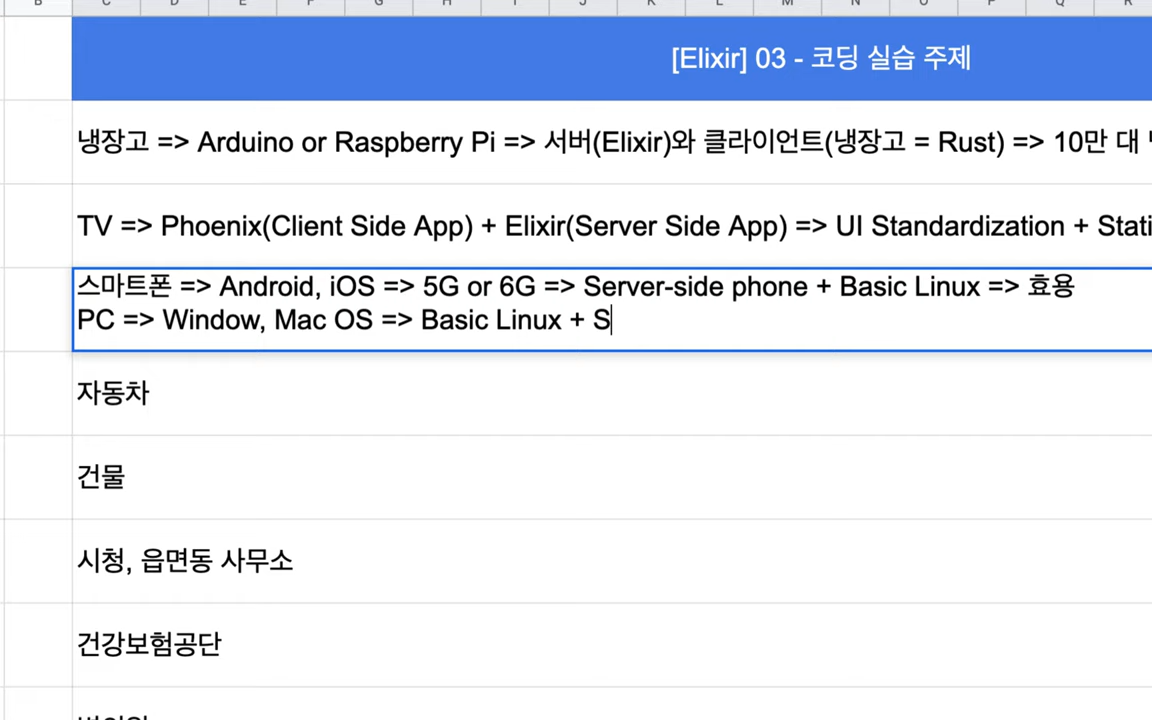 B C D E F G H I J K L M N O P Q R
[Elixir] 03 - 코딩 실습 주제
냉장고 => Arduino or Raspberry Pi => 서버(Elixir)와 클라이언트(냉장고 = Rust) => 10만 대
TV => Phoenix(Client Side App) + Elixir(Server Side App) => UI Standardization + Stati
스마트폰 => Android, iOS => 5G or 6G => Server-side phone + Basic Linux => 효용
PC => Window, Mac OS => Basic Linux + S
자동차
건물
시청, 읍면동 사무소
건강보험공단